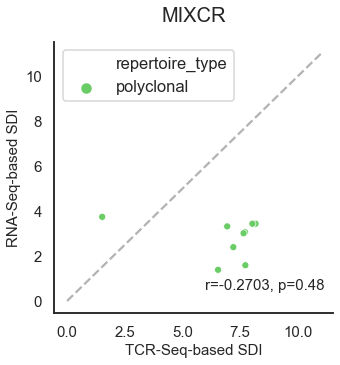 MIXCR
repertoire_type
polyclonal
RNA-Seq-based SDI
10
8
6
4
2
0
r=-0.2703, p=0.48
0.0 2.5 5.0 7.5 10.0
TCR-Seq-based SDI